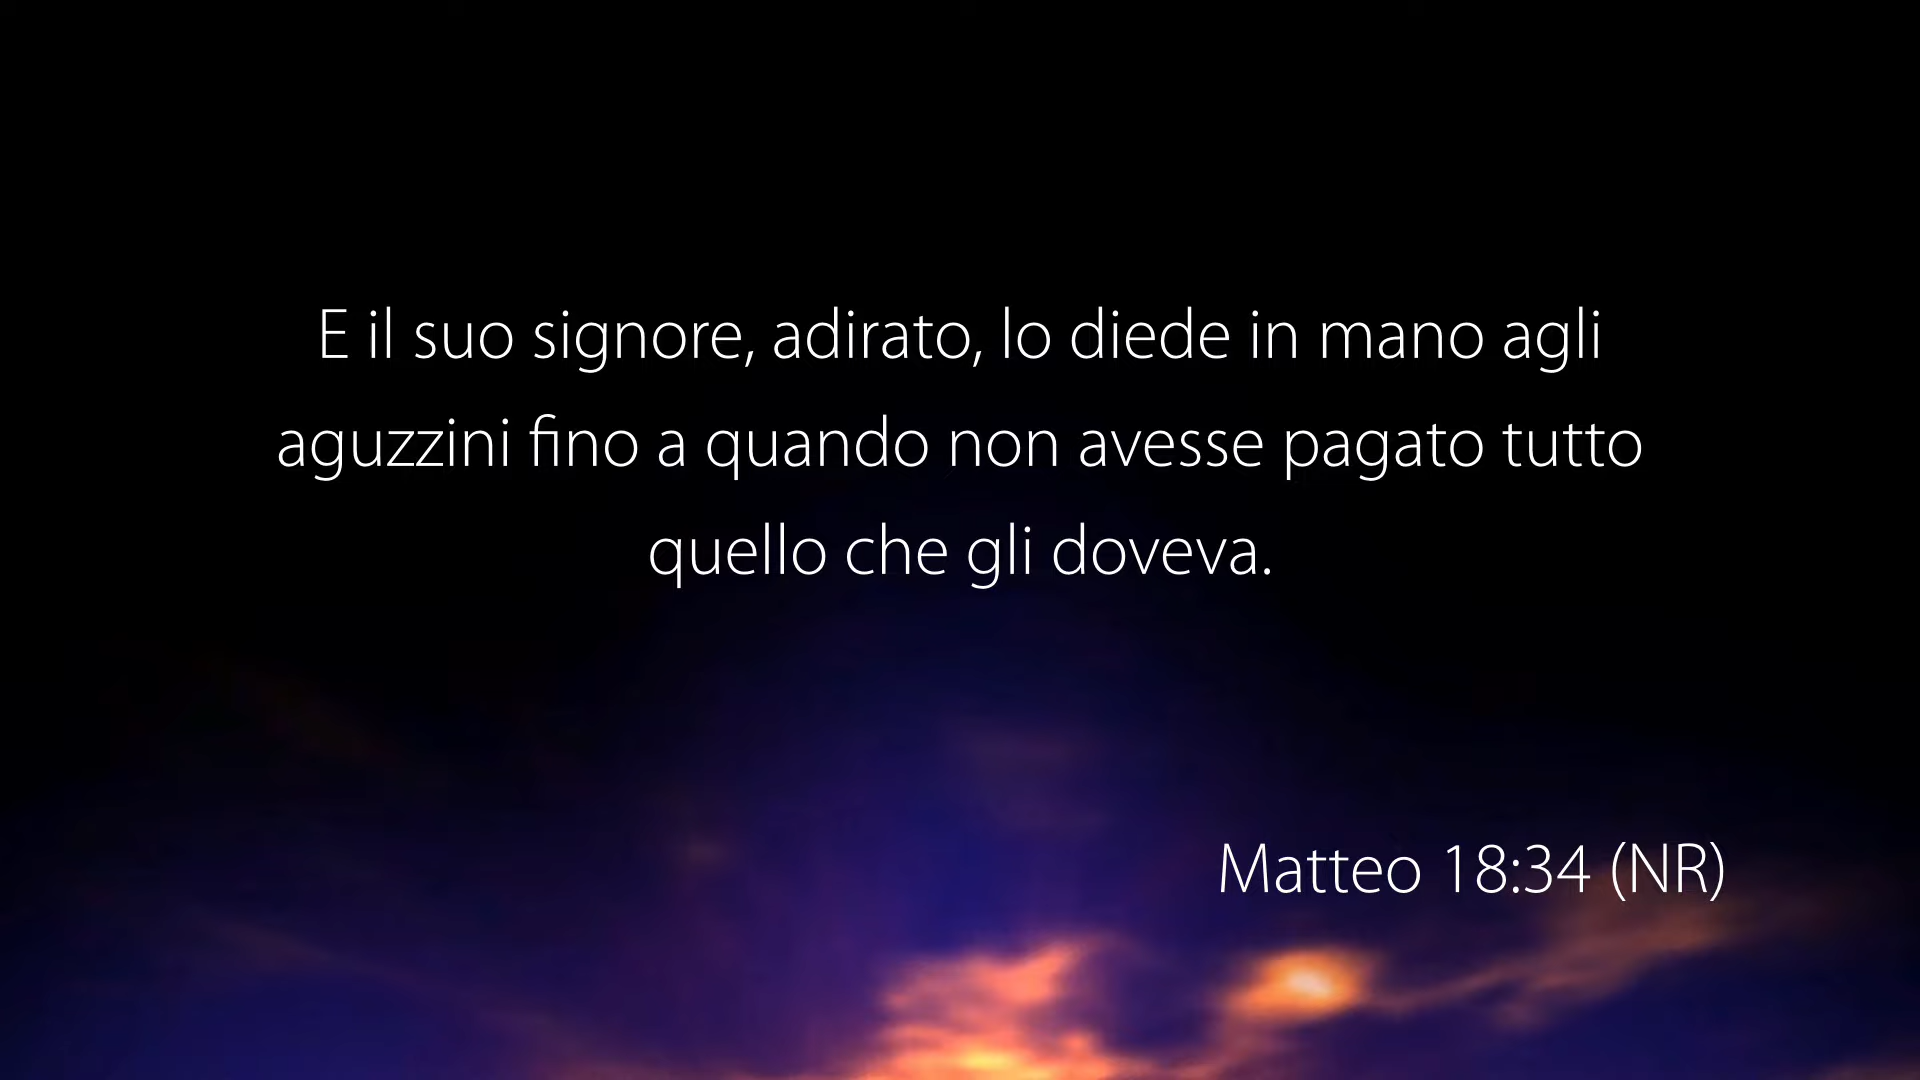 E il suo signore, adirato, lo diede in mano agli
aguzzini fino a quando non avesse pagato tutto
quello che gli doveva.
Matteo 18:34 (NR)